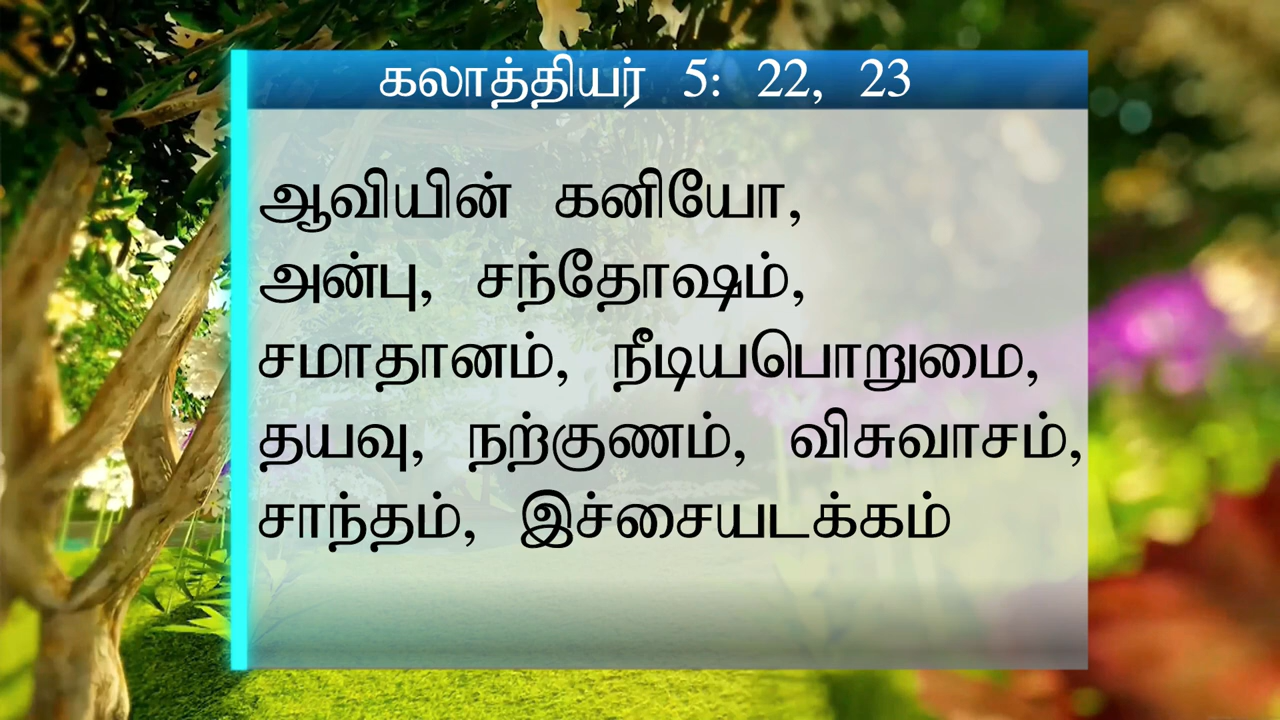 கலாத்தியர் 5: 22, 23
ஆவியின் கனியோ,
அன்பு, சந்தோஷம்,
சமாதானம், நீடியபொறுமை,
தயவு, நற்குணம், விசுவாசம்,
சாந்தம், இச்சையடக்கம்